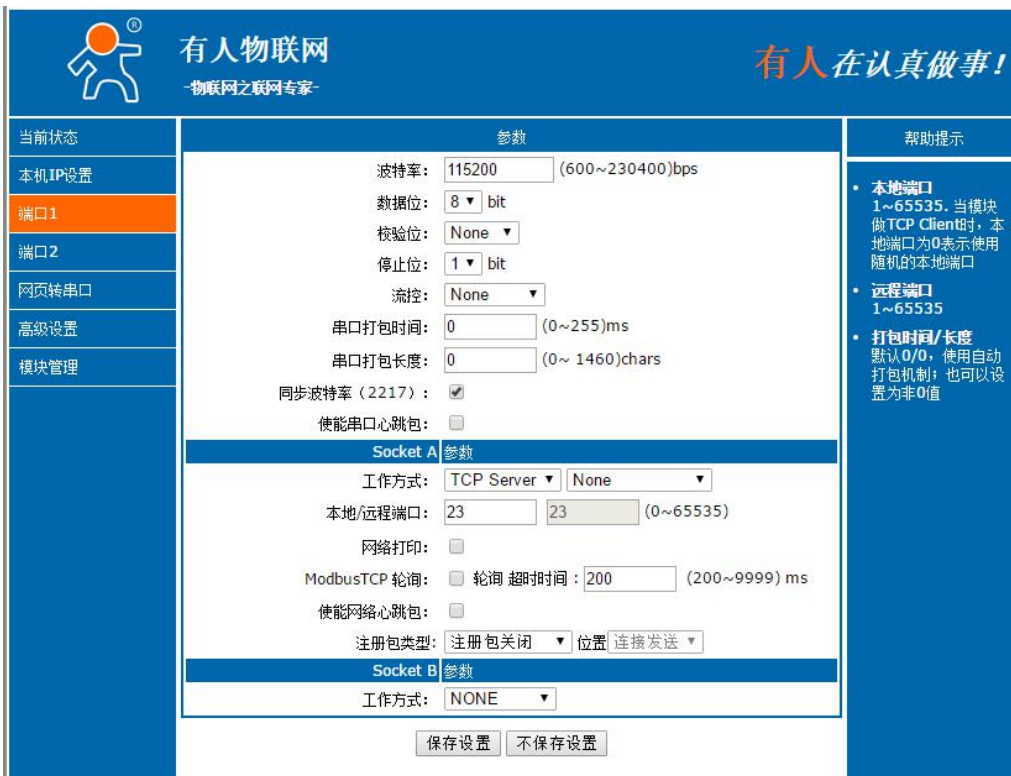 ®
有人物联网
-物联网之联网专家-
有人在认真做事!
当前状态
本机IP设置
端口1
端口2
网页转串口
高级设置
模块管理
参数
波特率: 115200 (600~230400)bps
数据位: 8 bit
校验位: None
停止位: 1 bit
流控: None
串口打包时间: 0 (0~255)ms
串口打包长度: 0 (0~ 1460)chars
同步波特率（2217）:
使能串口心跳包:
Socket A 参数
工作方式: TCP Server None
本地/远程端口: 23 23 (0~65535)
网络打印:
ModbusTCP 轮询: 轮询 超时时间：200 (200~9999) ms
使能网络心跳包:
注册包类型: 注册包关闭 位置 连接发送
Socket B 参数
工作方式: NONE
保存设置 不保存设置
帮助提示
• 本地端口
1~65535. 当模块
做TCP Client时，本
地端口为0表示使用
随机的本地端口
• 远程端口
1~65535
• 打包时间/长度
默认0/0，使用自动
打包机制；也可以设
置为非0值